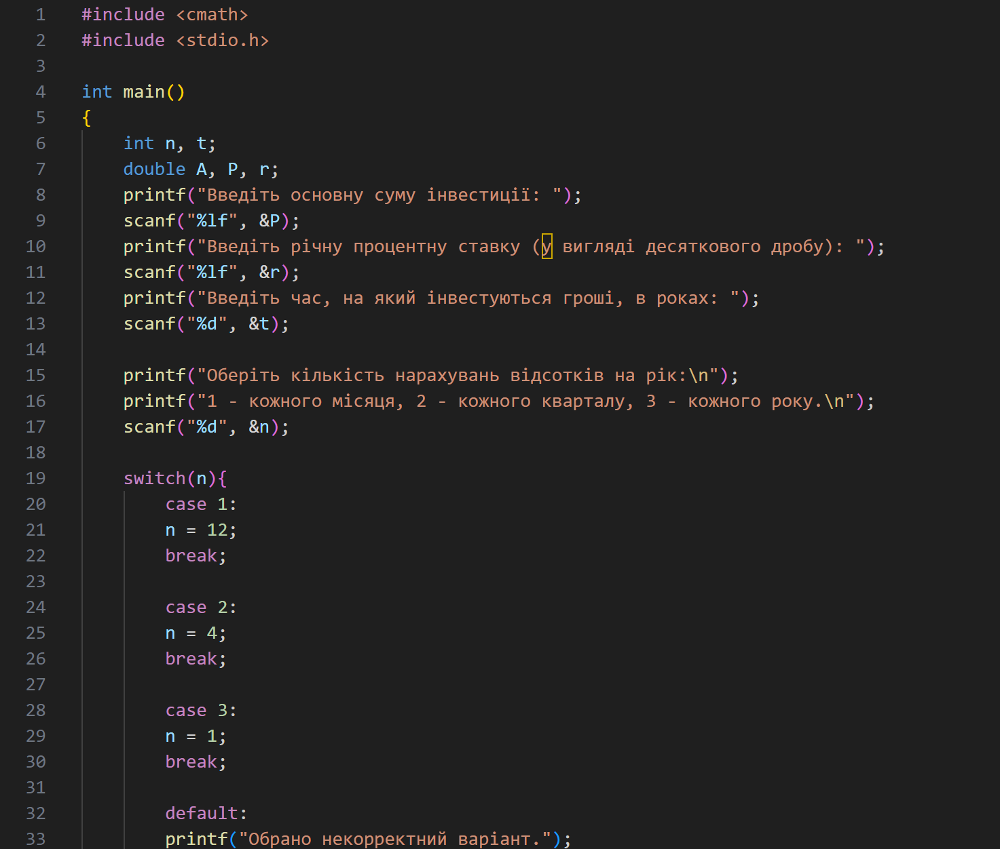 1 #include <cmath>
2 #include <stdio.h>
3
4 int main()
5 {
6 int n, t;
7 double A, P, r;
8 printf("Введіть основну суму інвестиції: ");
9 scanf("%lf", &P);
10 printf("Введіть річну процентну ставку (у вигляді десяткового дробу): ");
11 scanf("%lf", &r);
12 printf("Введіть час, на який інвестуються гроші, в роках: ");
13 scanf("%d", &t);
14
15 printf("Оберіть кількість нарахувань відсотків на рік:\n");
16 printf("1 - кожного місяця, 2 - кожного кварталу, 3 - кожного року.\n");
17 scanf("%d", &n);
18
19 switch(n){
20 case 1:
21 n = 12;
22 break;
23
24 case 2:
25 n = 4;
26 break;
27
28 case 3:
29 n = 1;
30 break;
31
32 default:
33 printf("Обрано некорректний варіант.");